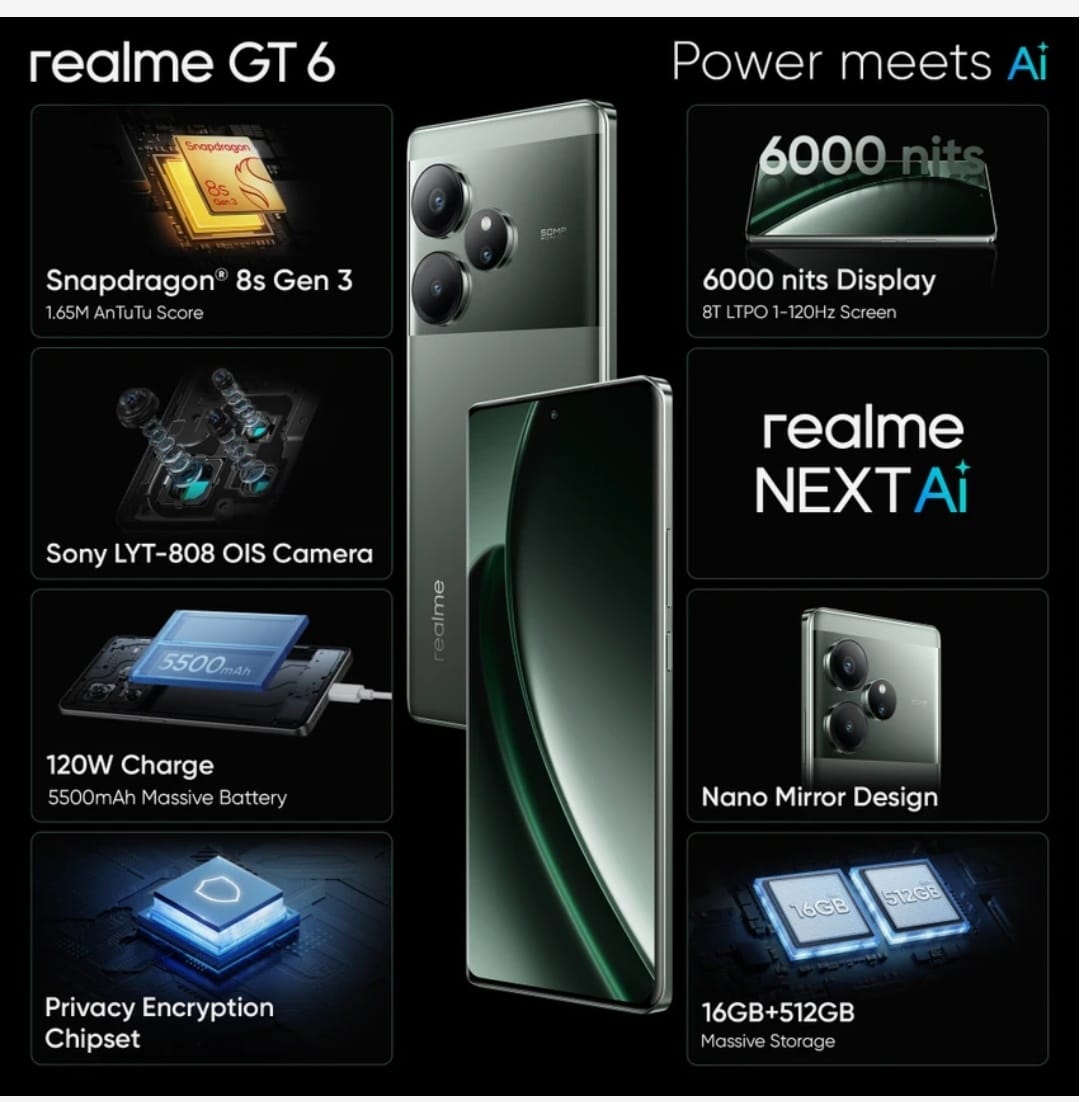 realme GT 6
Power meets Ai
Snapdragon
8s
Gen 3
Snapdragon® 8s Gen 3
1.65M AnTuTu Score
Sony LYT-808 OIS Camera
5500mAh
120W Charge
5500mAh Massive Battery
Privacy Encryption
Chipset
50MP
realme
6000 nits
6000 nits Display
8T LTPO 1-120Hz Screen
realme
NEXT Ai
Nano Mirror Design
16GB
512GB
16GB+512GB
Massive Storage